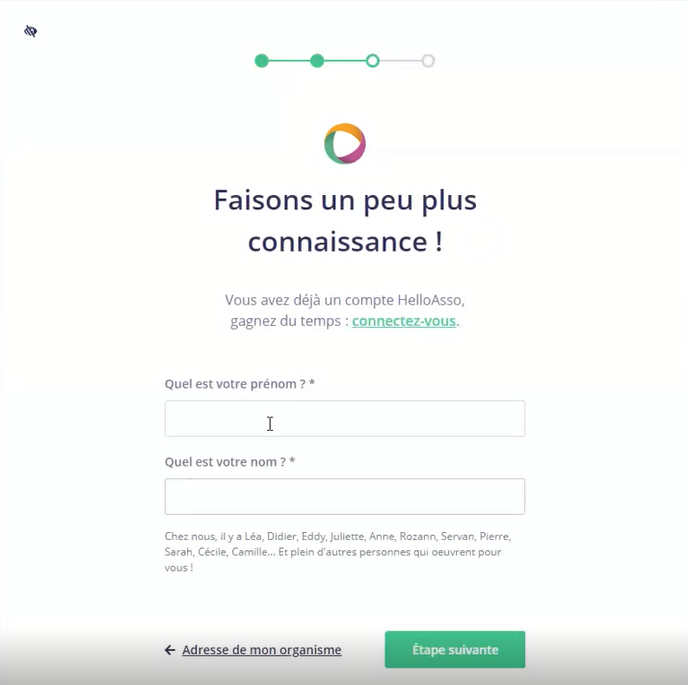 Faisons un peu plus
connaissance !
Vous avez déjà un compte HelloAsso,
gagnez du temps : connectez-vous.
Quel est votre prénom ? *
Quel est votre nom ? *
Chez nous, il y a Léa, Didier, Eddy, Juliette, Anne, Rozann, Servan, Pierre,
Sarah, Cécile, Camille... Et plein d'autres personnes qui oeuvrent pour
vous !
← Adresse de mon organisme
Étape suivante